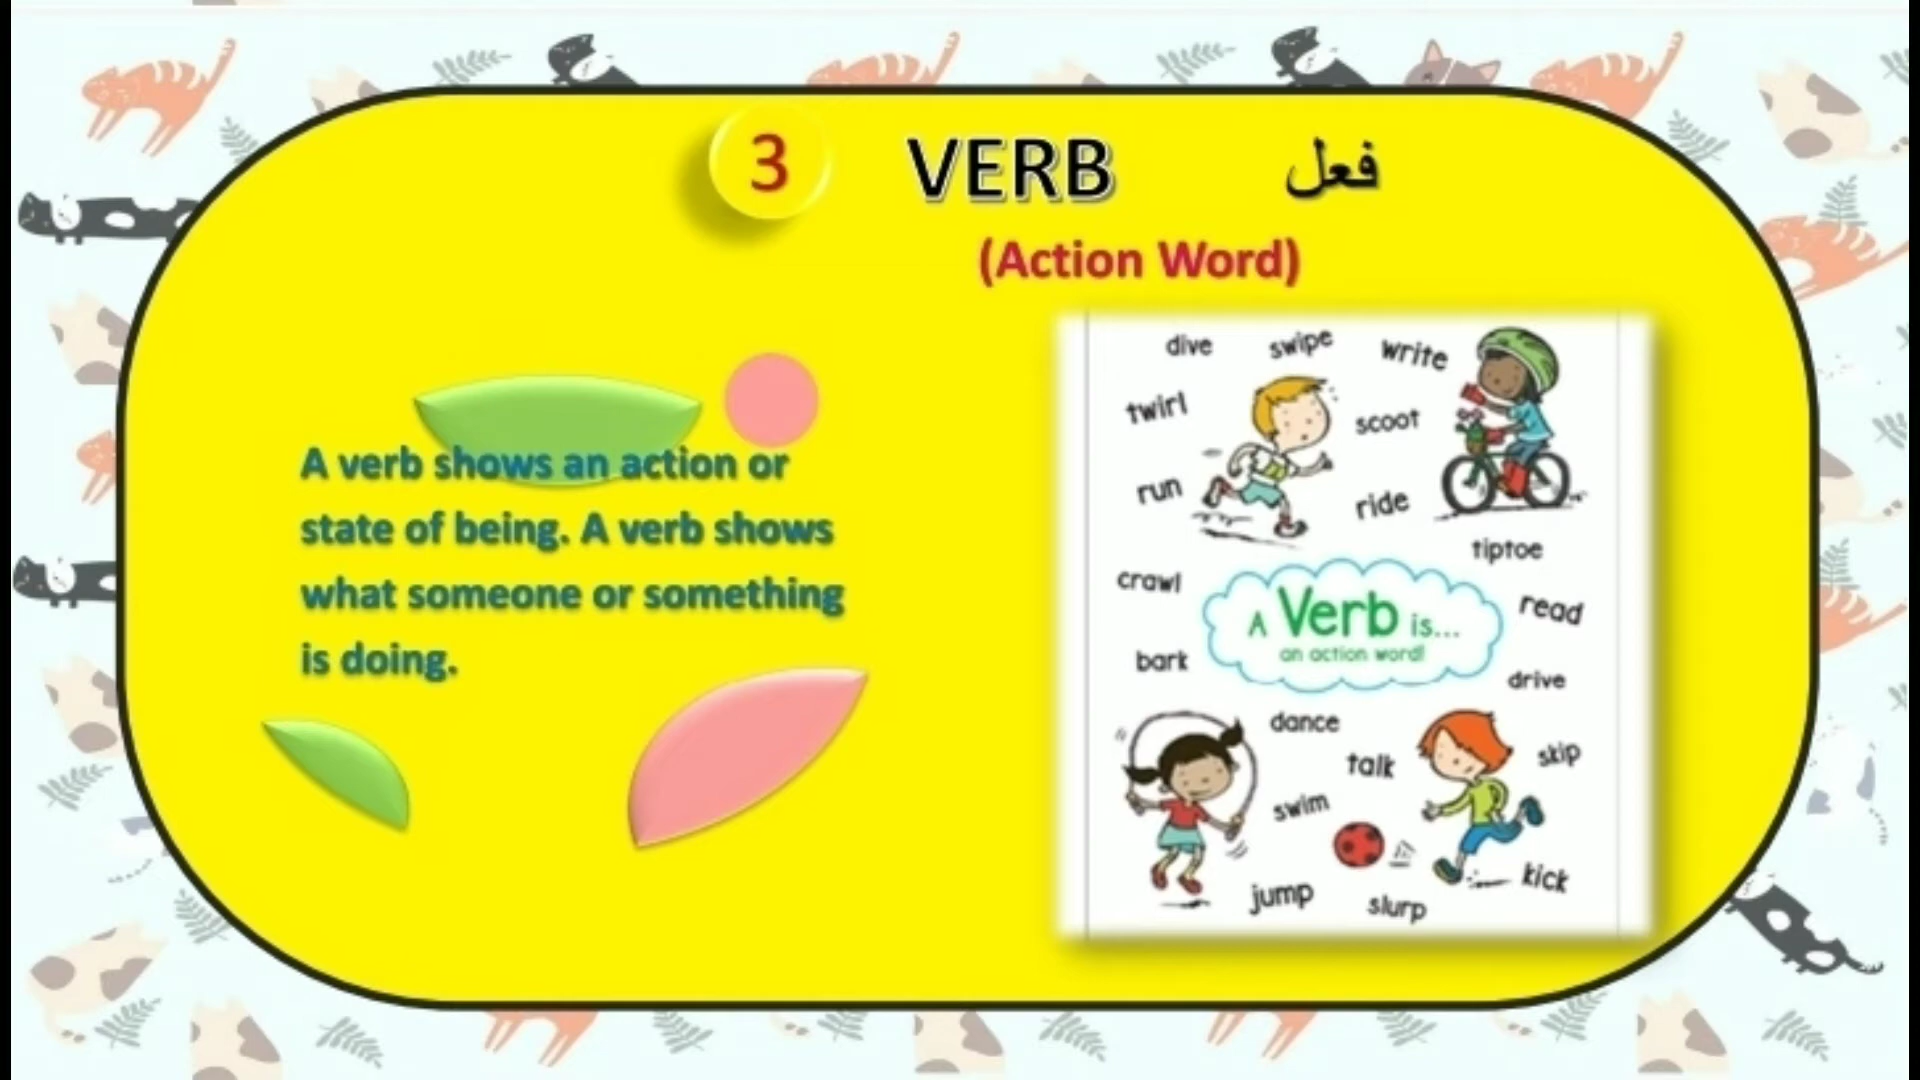 3 VERB فعل
(Action Word)
A verb shows an action or
state of being. A verb shows
what someone or something
is doing.
dive swipe write
twirl scoot
run ride
tiptoe
crawl
A Verb is...
an action word!
read
bark drive
dance
talk skip
swim
jump slurp kick